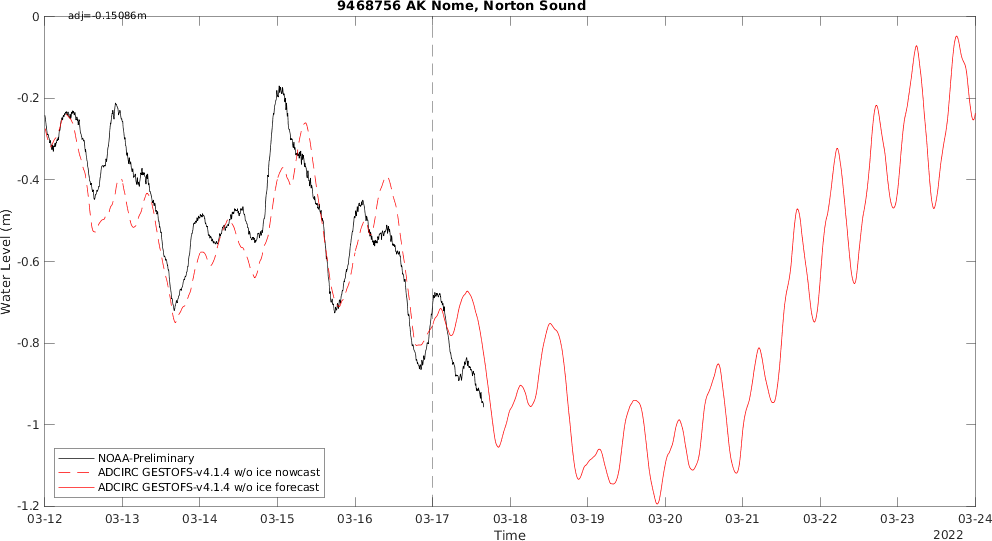 9468756 AK Nome, Norton Sound
adj=-0.15086m
0
-0.2
-0.4
-0.6
-0.8
-1
-1.2
Water Level (m)
NOAA-Preliminary
ADCIRC GESTOFS-v4.1.4 w/o ice nowcast
ADCIRC GESTOFS-v4.1.4 w/o ice forecast
03-12 03-13 03-14 03-15 03-16 03-17 03-18 03-19 03-20 03-21 03-22 03-23 03-24
Time
2022